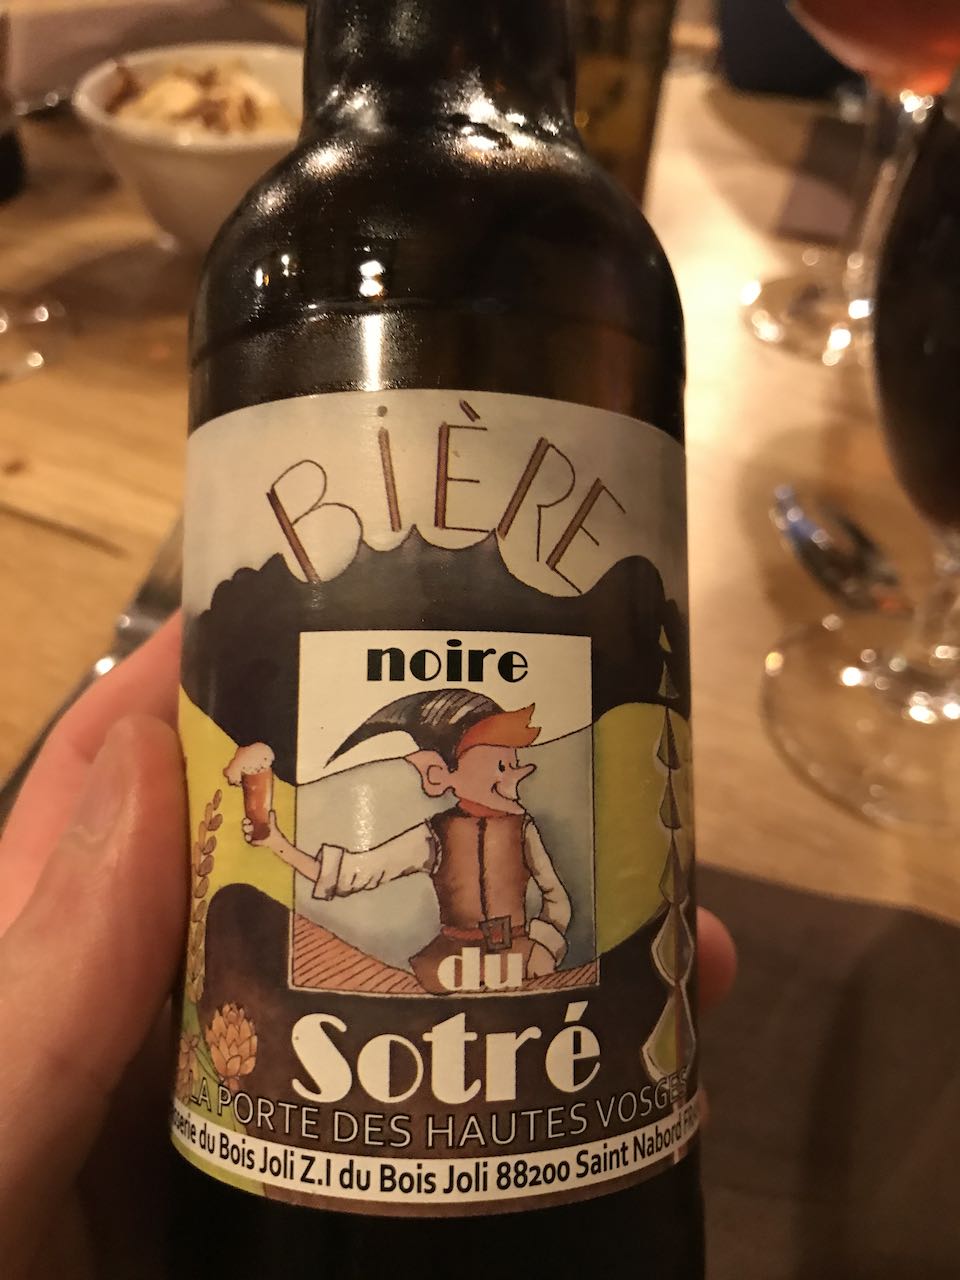 BIÈRE
noire
du
Sotré
LA PORTE DES HAUTES VOSGES
du Bois Joli Z.I du Bois Joli 88200 Saint Nabord